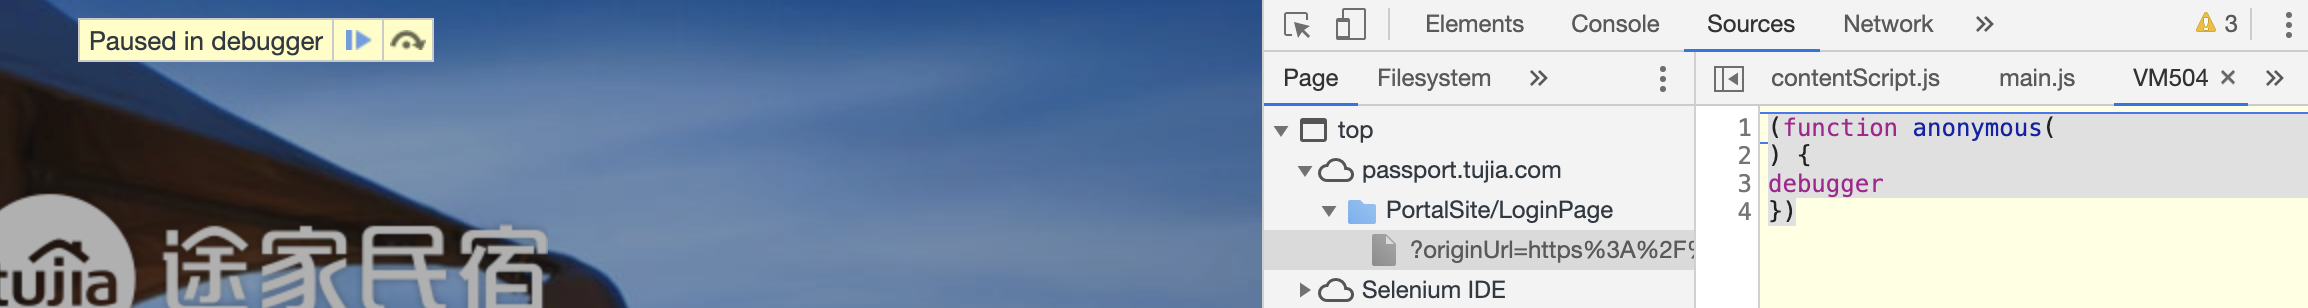 Paused in debugger
tujia
途家民宿
Elements Console Sources Network » 3
Page Filesystem »
contentScript.js main.js VM504 × »
top
passport.tujia.com
PortalSite/LoginPage
?originUrl=https%3A%2F%
Selenium IDE
1 (function anonymous(
2 ) {
3 debugger
4 })